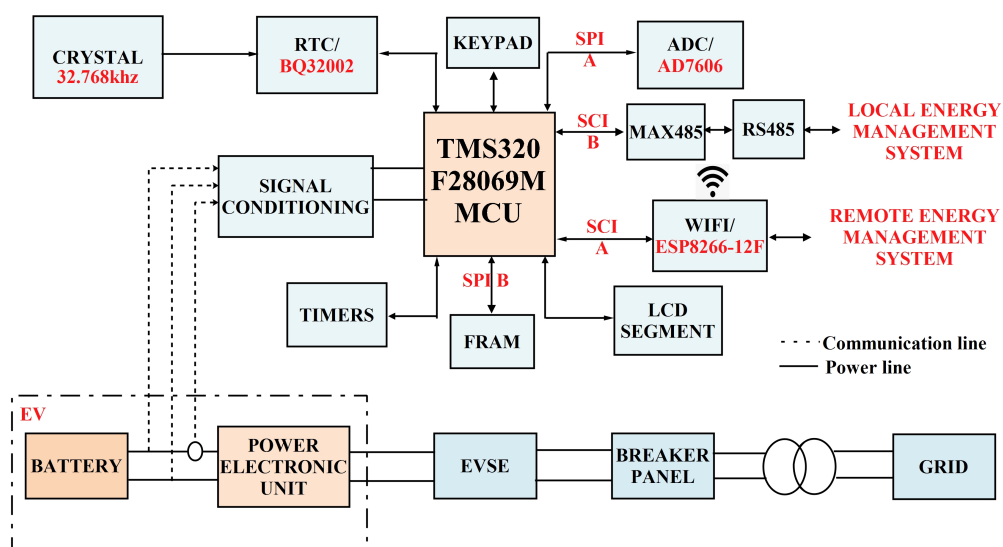 CRYSTAL
32.768khz
RTC/
BQ32002
KEYPAD
SPI
A
ADC/
AD7606
TMS320
F28069M
MCU
SCI
B
MAX485
RS485
LOCAL ENERGY
MANAGEMENT
SYSTEM
SIGNAL
CONDITIONING
SCI
A
WIFI/
ESP8266-12F
REMOTE ENERGY
MANAGEMENT
SYSTEM
TIMERS
SPI B
FRAM
LCD
SEGMENT
Communication line
Power line
EV
BATTERY
POWER
ELECTRONIC
UNIT
EVSE
BREAKER
PANEL
GRID